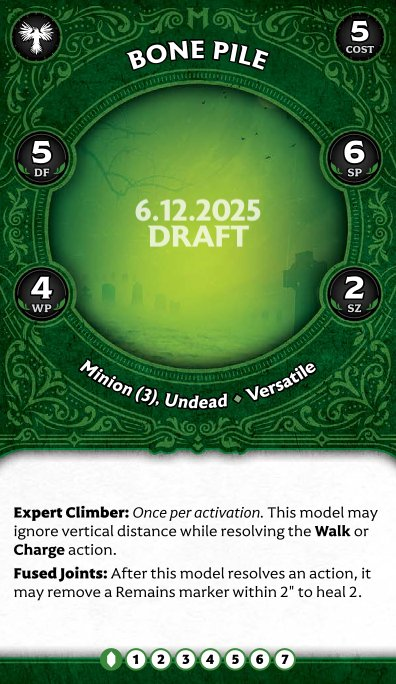 M
BONE PILE
5
COST
5
DF
6
SP
6.12.2025
DRAFT
4
WP
2
SZ
Minion (3), Undead ♦ Versatile
Expert Climber: Once per activation. This model may
ignore vertical distance while resolving the Walk or
Charge action.
Fused Joints: After this model resolves an action, it
may remove a Remains marker within 2" to heal 2.
1 2 3 4 5 6 7